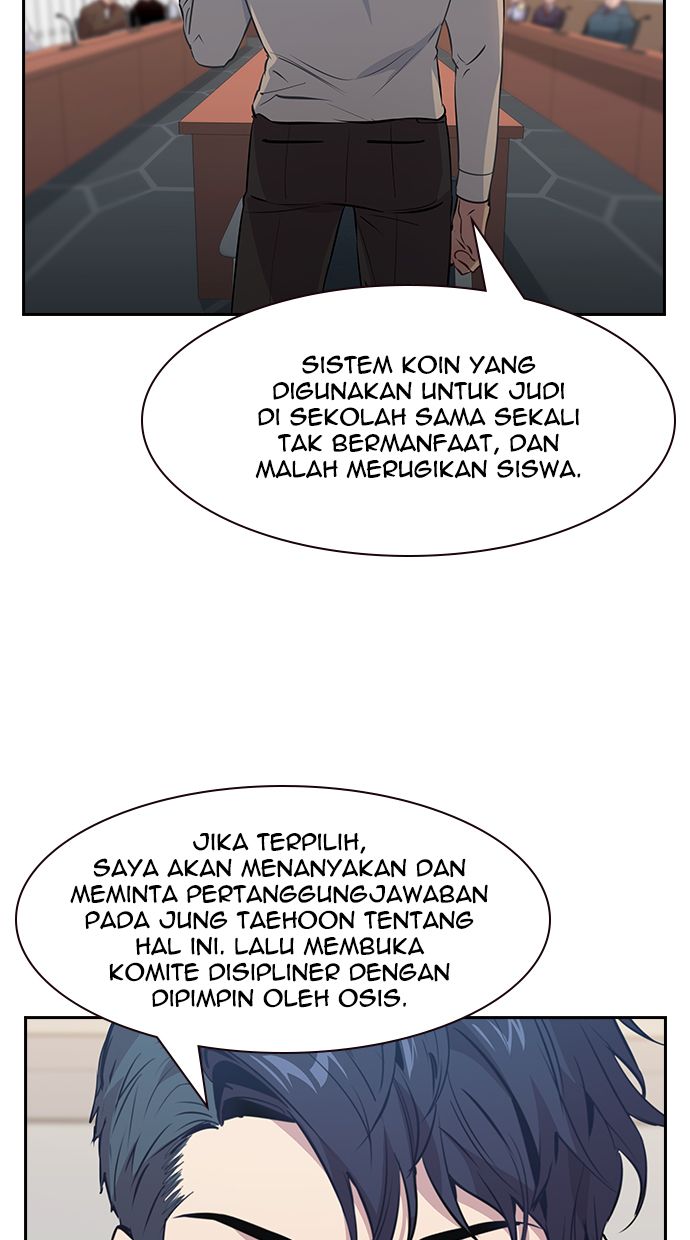 SISTEM KOIN YANG
DIGUNAKAN UNTUK JUDI
DI SEKOLAH SAMA SEKALI
TAK BERMANFAAT, DAN
MALAH MERUGIKAN SISWA.
JIKA TERPILIH,
SAYA AKAN MENANYAKAN DAN
MEMINTA PERTANGGUNGJAWABAN
PADA JUNG TAEHOON TENTANG
HAL INI. LALU MEMBUKA
KOMITE DISIPLINER DENGAN
DIPIMPIN OLEH OSIS.